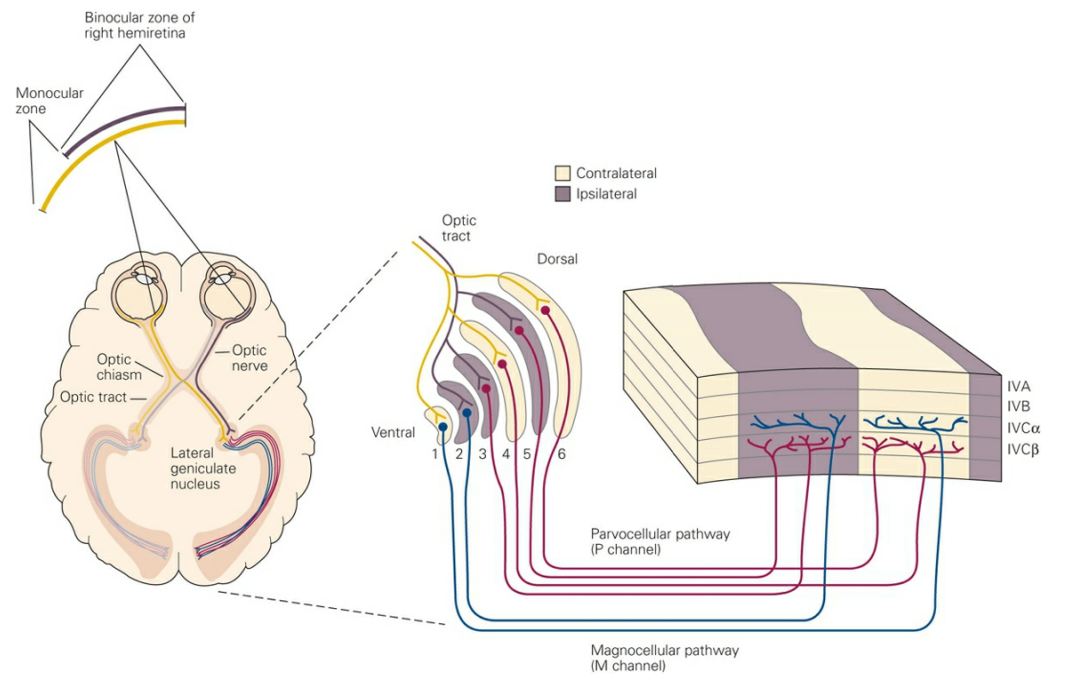 Binocular zone of
right hemiretina
Monocular
zone
Contralateral
Ipsilateral
Optic
tract
Dorsal
Optic
chiasm
Optic
nerve
Optic tract
Lateral
geniculate
nucleus
Ventral
1 2 3 4 5 6
IVA
IVB
IVCα
IVCβ
Parvocellular pathway
(P channel)
Magnocellular pathway
(M channel)